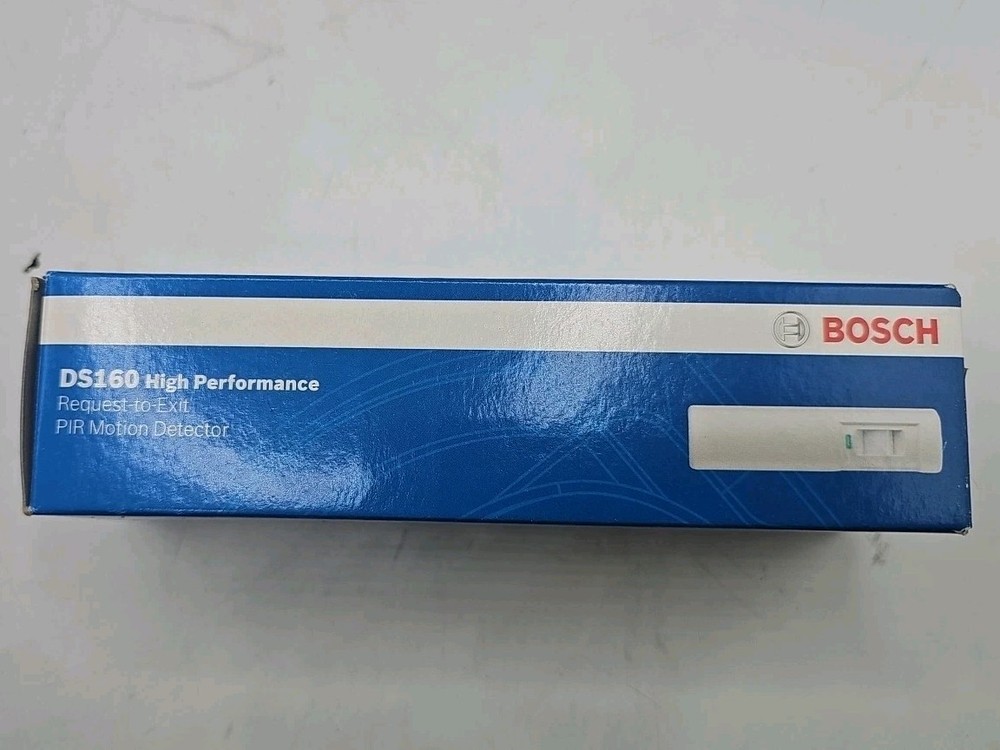 BOSCH
DS160 High Performance
Request-to-Exit
PIR Motion Detector